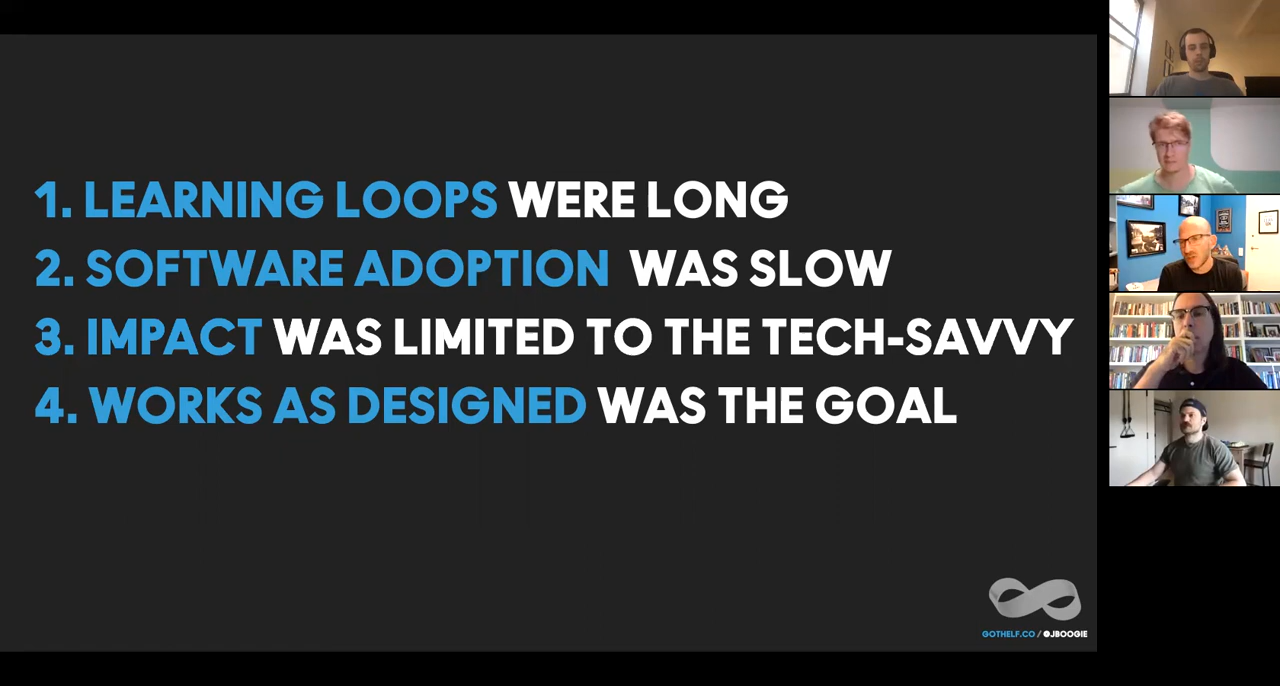 1. LEARNING LOOPS WERE LONG
2. SOFTWARE ADOPTION WAS SLOW
3. IMPACT WAS LIMITED TO THE TECH-SAVVY
4. WORKS AS DESIGNED WAS THE GOAL
GOTHELF.CO / @JBOOGIE